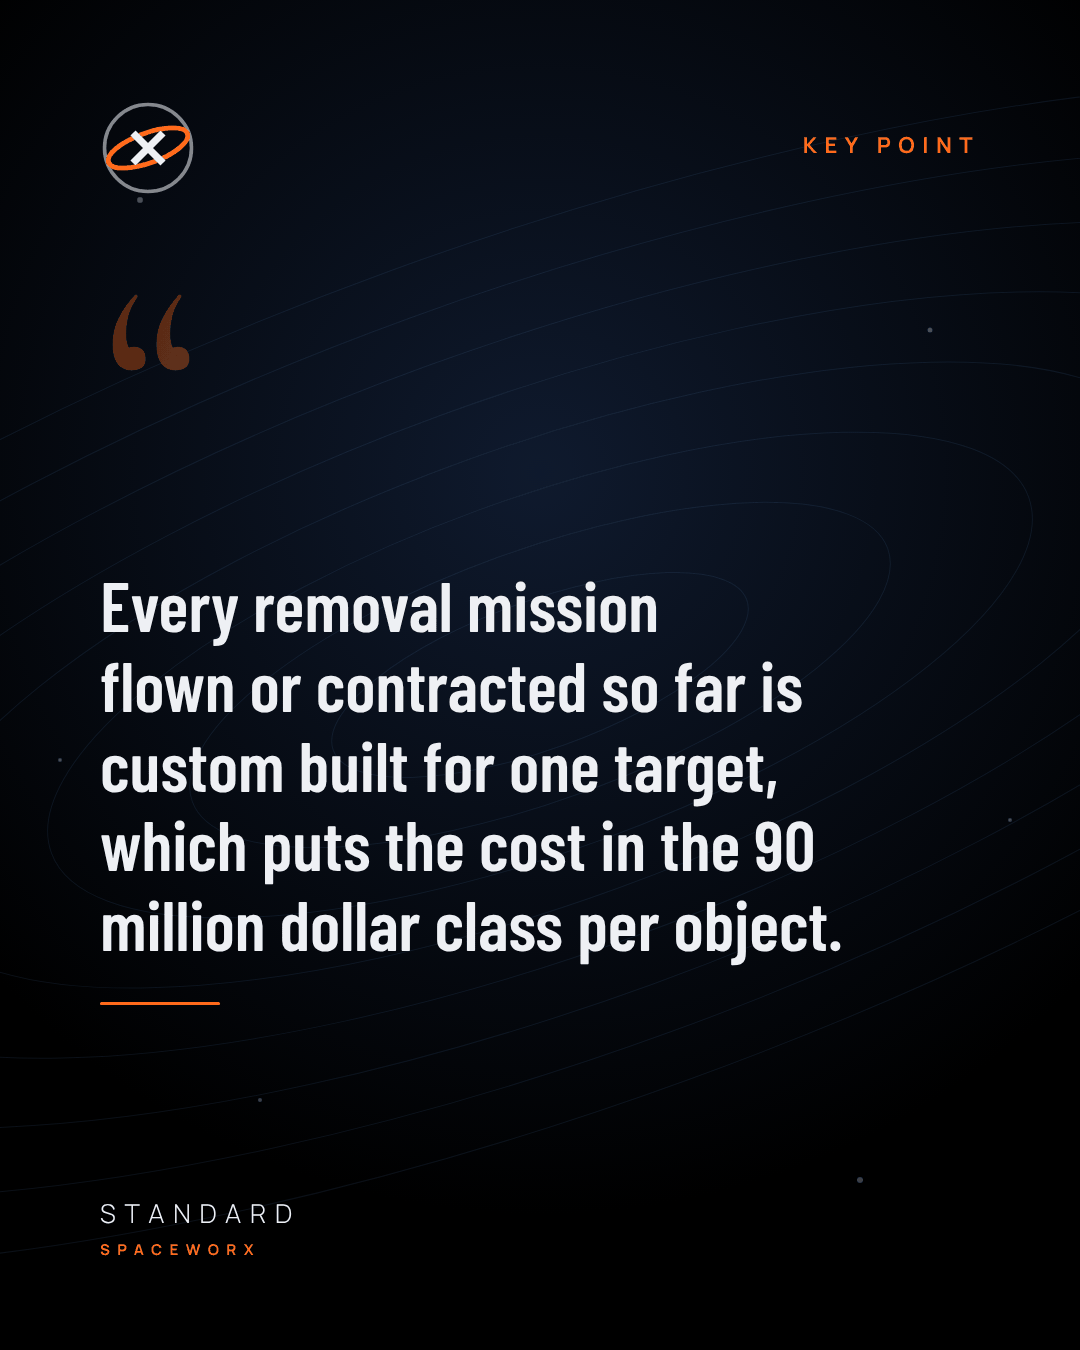 KEY POINT
“
Every removal mission
flown or contracted so far is
custom built for one target,
which puts the cost in the 90
million dollar class per object.
STANDARD
SPACEWORX